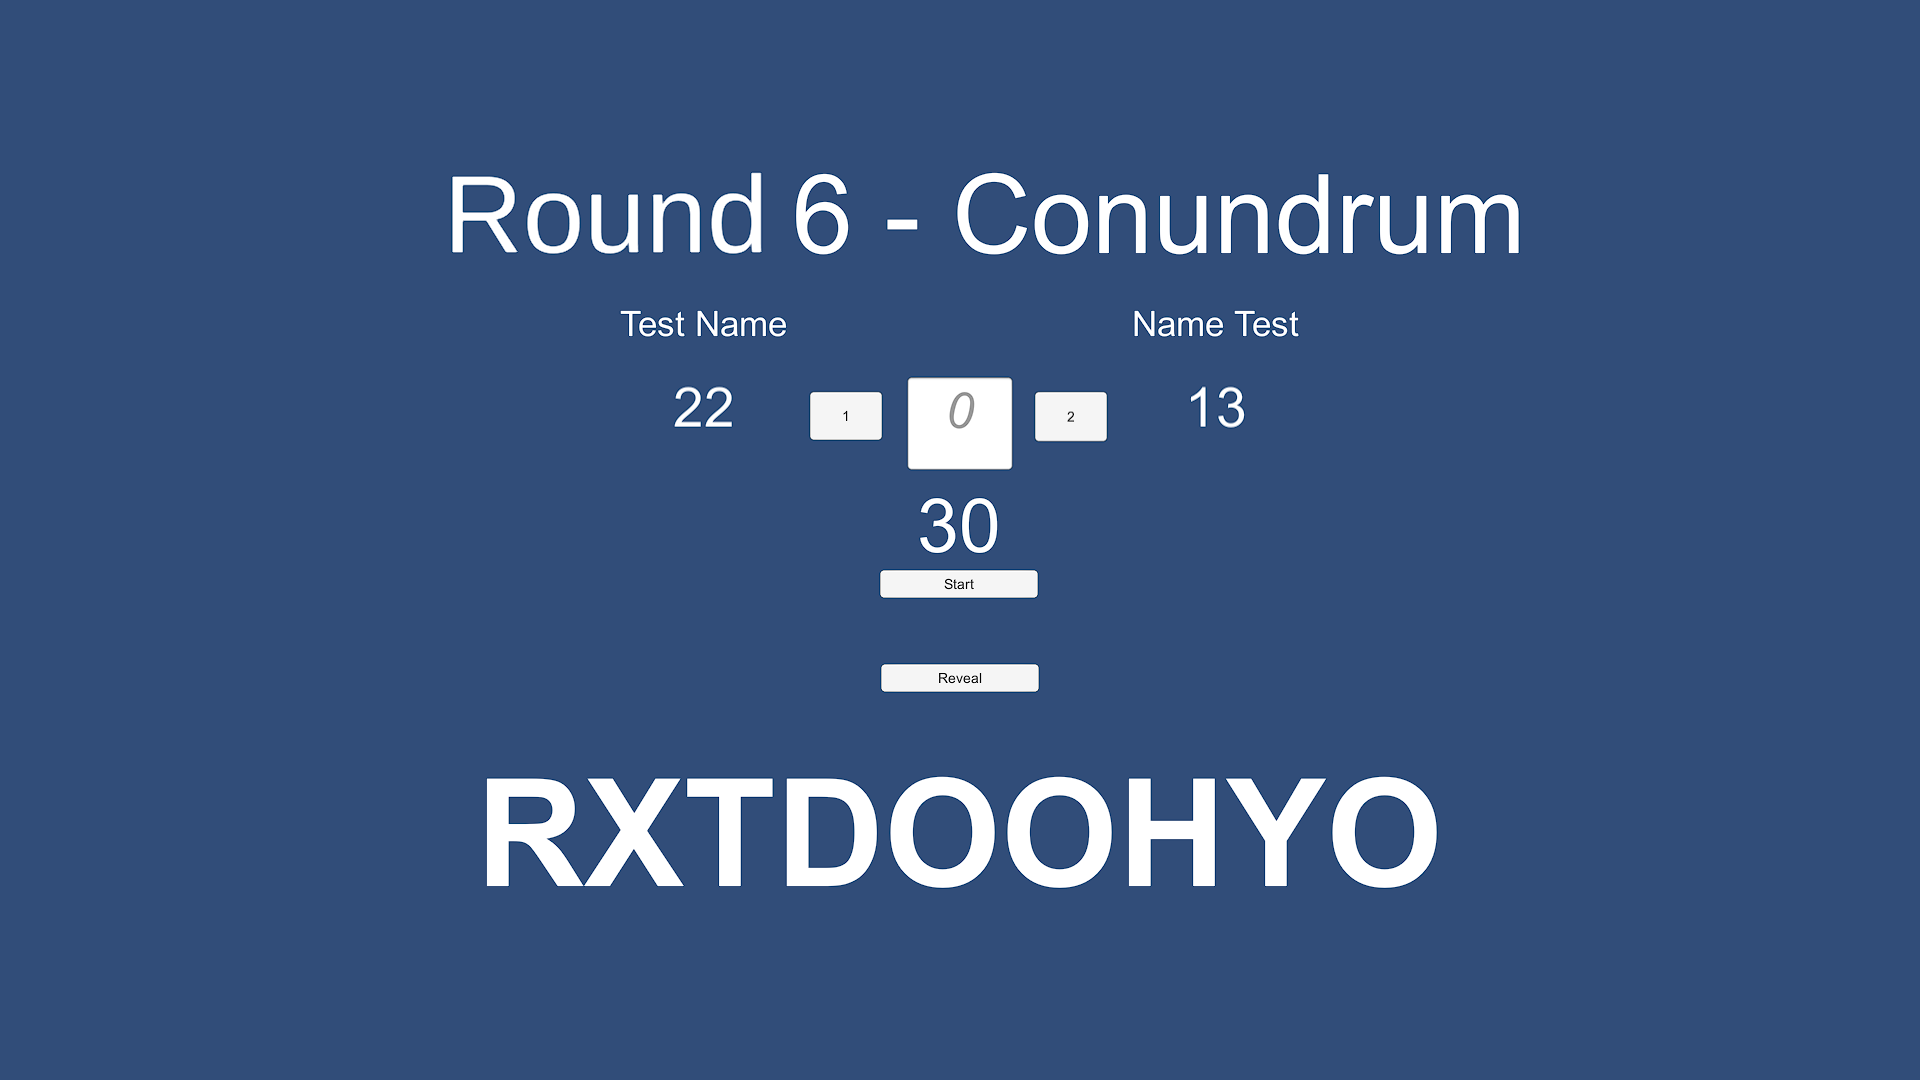 Round 6 - Conundrum
Test Name
Name Test
22
1
0
2
13
30
Start
Reveal
RXTDOOHYO